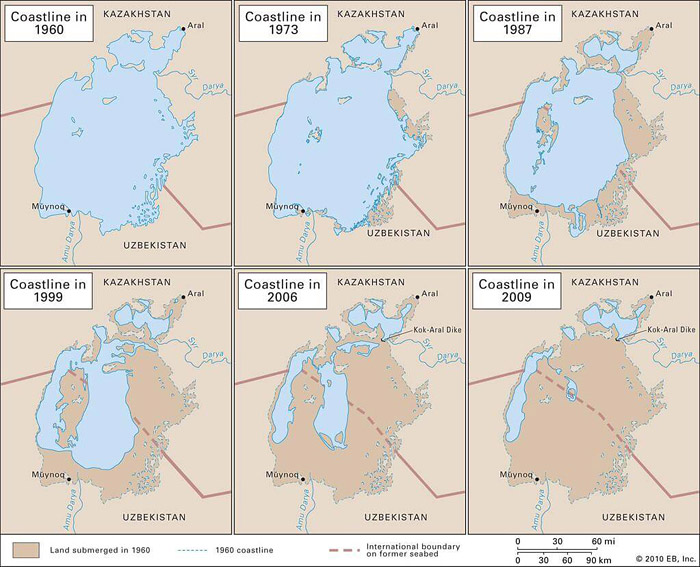 Coastline in
1960
KAZAKHSTAN
Aral
Syr
Darya
Mŭynoq
Amu Darya
UZBEKISTAN
Coastline in
1973
KAZAKHSTAN
Aral
Syr
Darya
Mŭynoq
Amu Darya
UZBEKISTAN
Coastline in
1987
KAZAKHSTAN
Aral
Syr
Darya
Mŭynoq
Amu Darya
UZBEKISTAN
Coastline in
1999
KAZAKHSTAN
Aral
Syr
Darya
Mŭynoq
Amu Darya
UZBEKISTAN
Coastline in
2006
KAZAKHSTAN
Aral
Kok-Aral Dike
Syr
Darya
Mŭynoq
Amu Darya
UZBEKISTAN
Coastline in
2009
KAZAKHSTAN
Aral
Kok-Aral Dike
Syr
Darya
Mŭynoq
Amu Darya
UZBEKISTAN
Land submerged in 1960
1960 coastline
International boundary
on former seabed
0 30 60 mi
0 30 60 90 km
© 2010 EB, Inc.